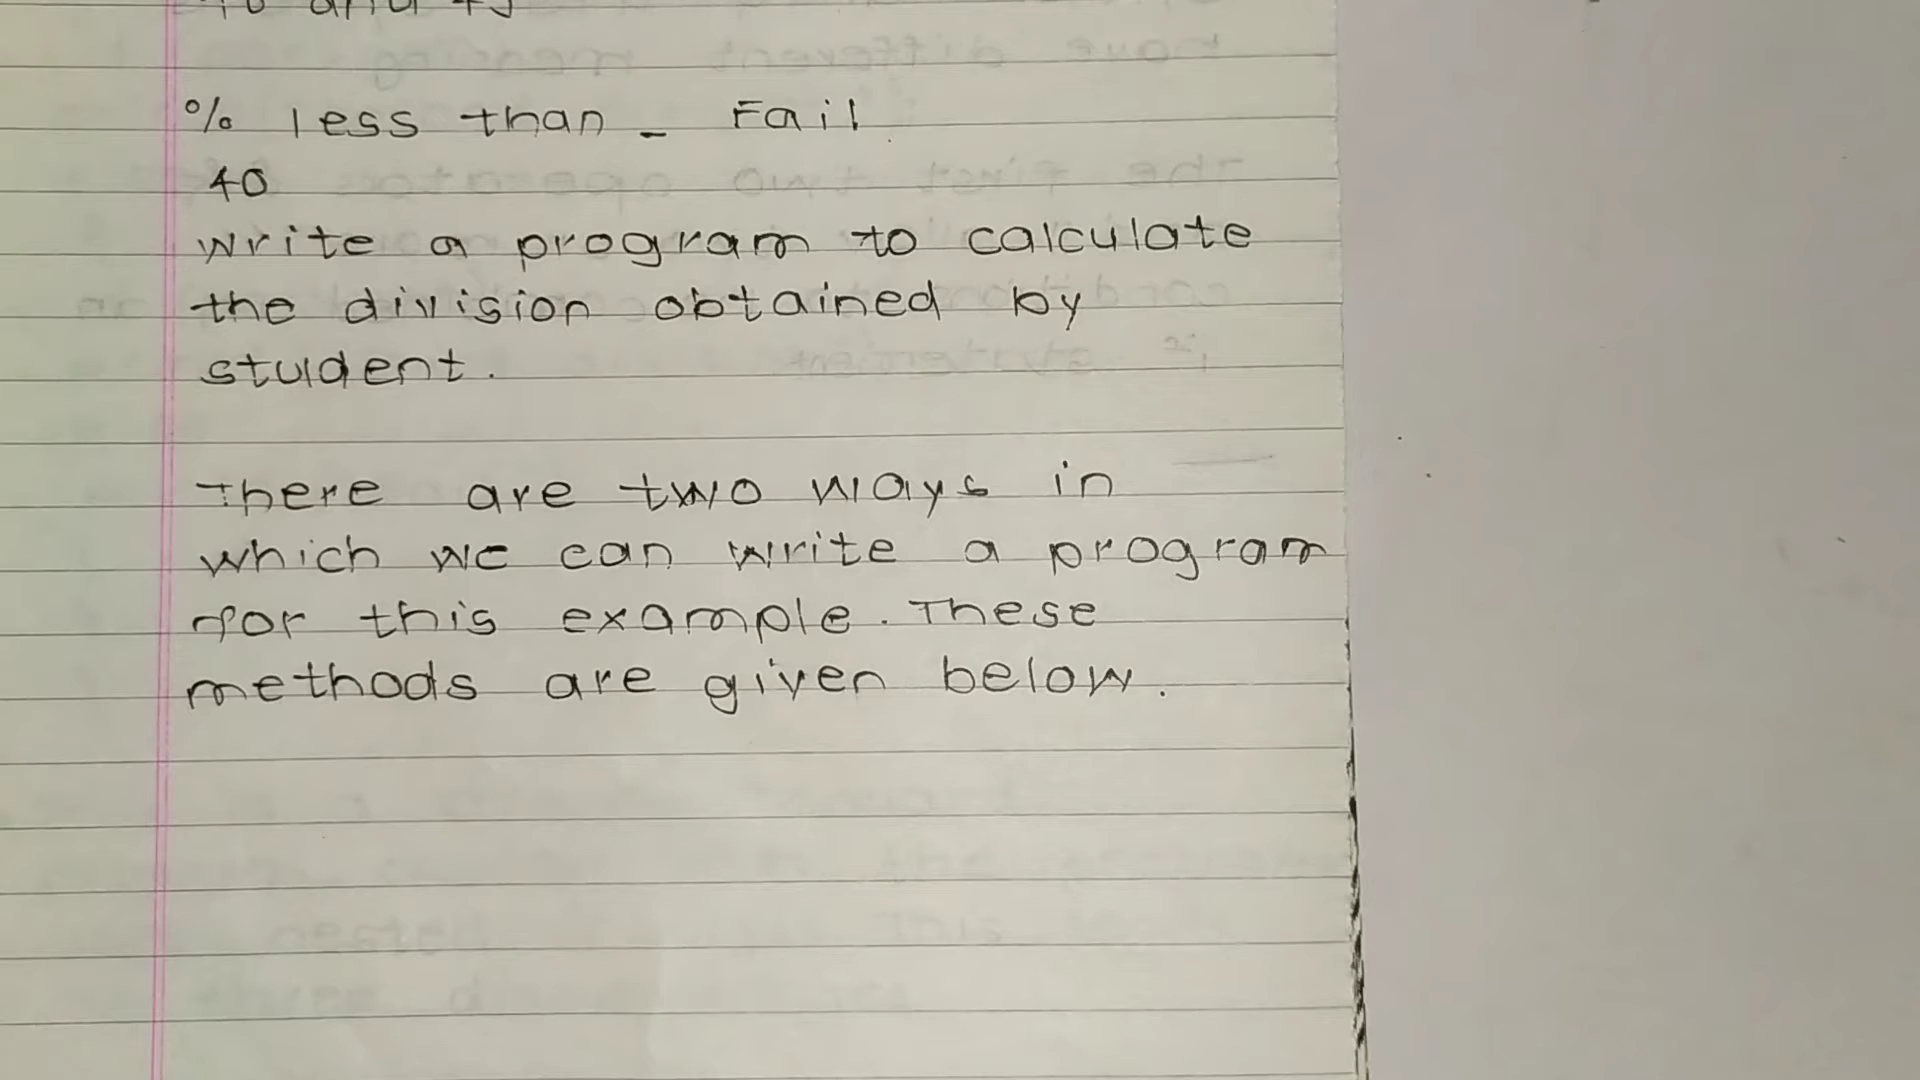 % less than - Fail
40
write a program to calculate
the division obtained by
student.
There are two ways in
which we can write a program
for this example. These
methods are given below.